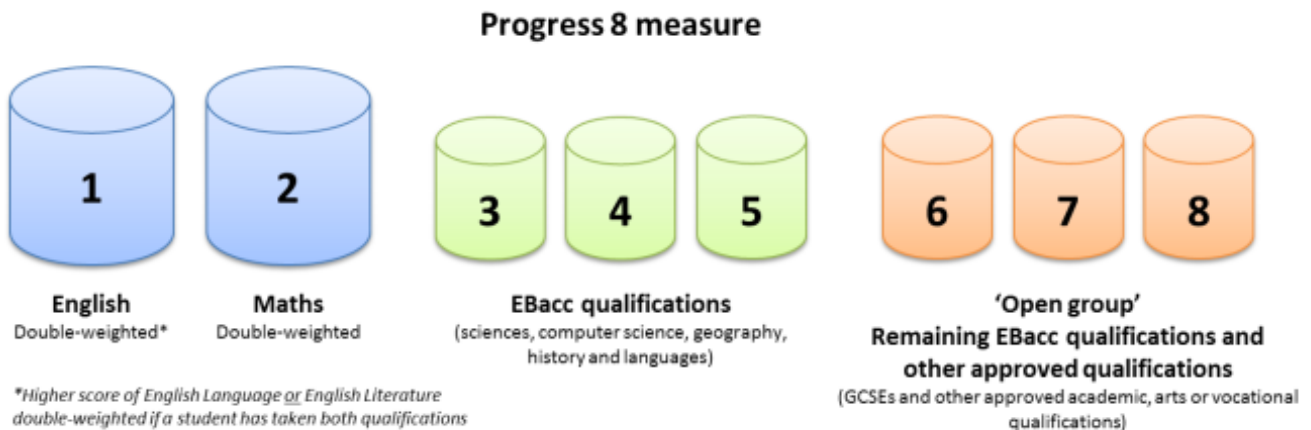 Progress 8 measure
1
2
3
4
5
6
7
8
English
Double-weighted*
Maths
Double-weighted
EBacc qualifications
(sciences, computer science, geography,
history and languages)
'Open group'
Remaining EBacc qualifications and
other approved qualifications
(GCSEs and other approved academic, arts or vocational
qualifications)
*Higher score of English Language or English Literature
double-weighted if a student has taken both qualifications